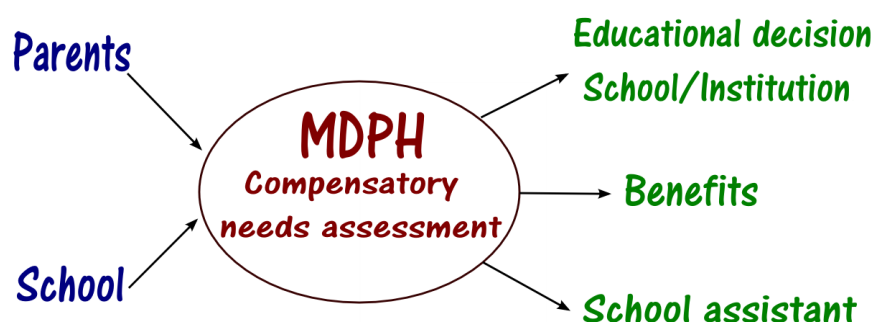 Parents
School
MDPH
Compensatory
needs assessment
Educational decision
School/Institution
Benefits
School assistant